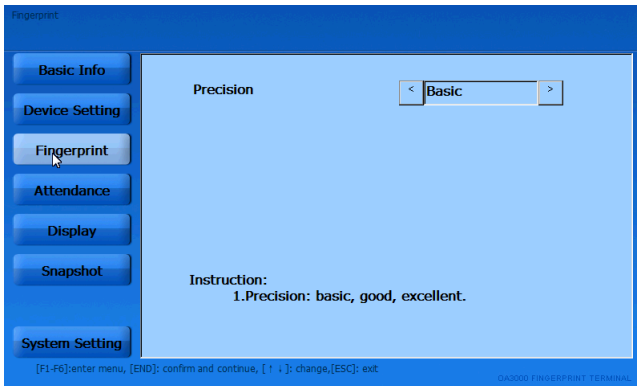 Fingerprint
Basic Info
Device Setting
Fingerprint
Attendance
Display
Snapshot
System Setting
Precision < Basic >
Instruction:
1.Precision: basic, good, excellent.
[F1-F6]:enter menu, [END]: confirm and continue, [ ↑ ↓ ]: change,[ESC]: exit
OA3000 FINGERPRINT TERMINAL